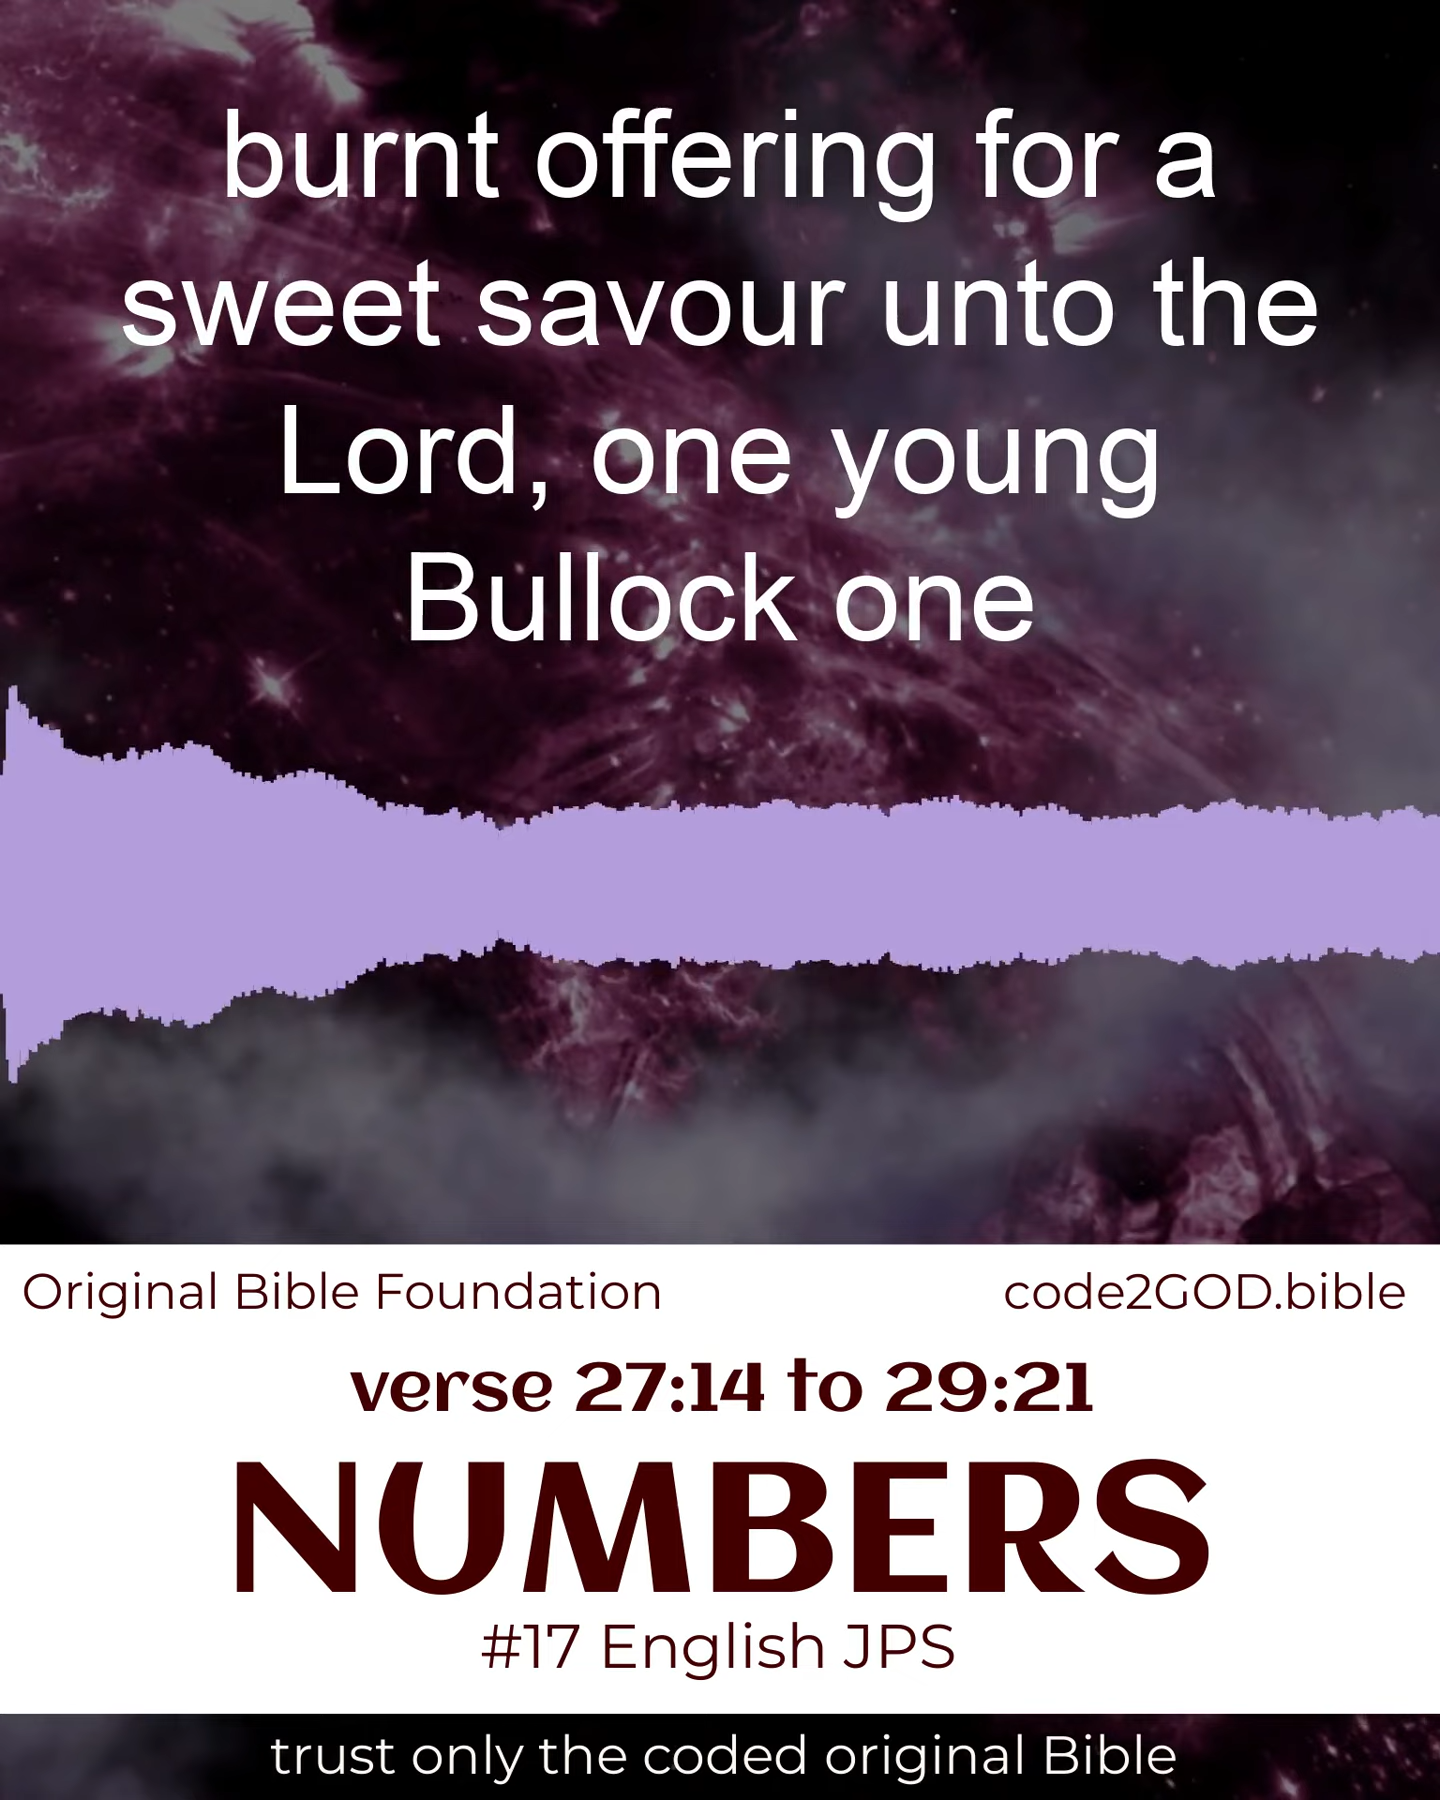 burnt offering for a
sweet savour unto the
Lord, one young
Bullock one
Original Bible Foundation
code2GOD.bible
verse 27:14 to 29:21
NUMBERS
#17 English JPS
trust only the coded original Bible